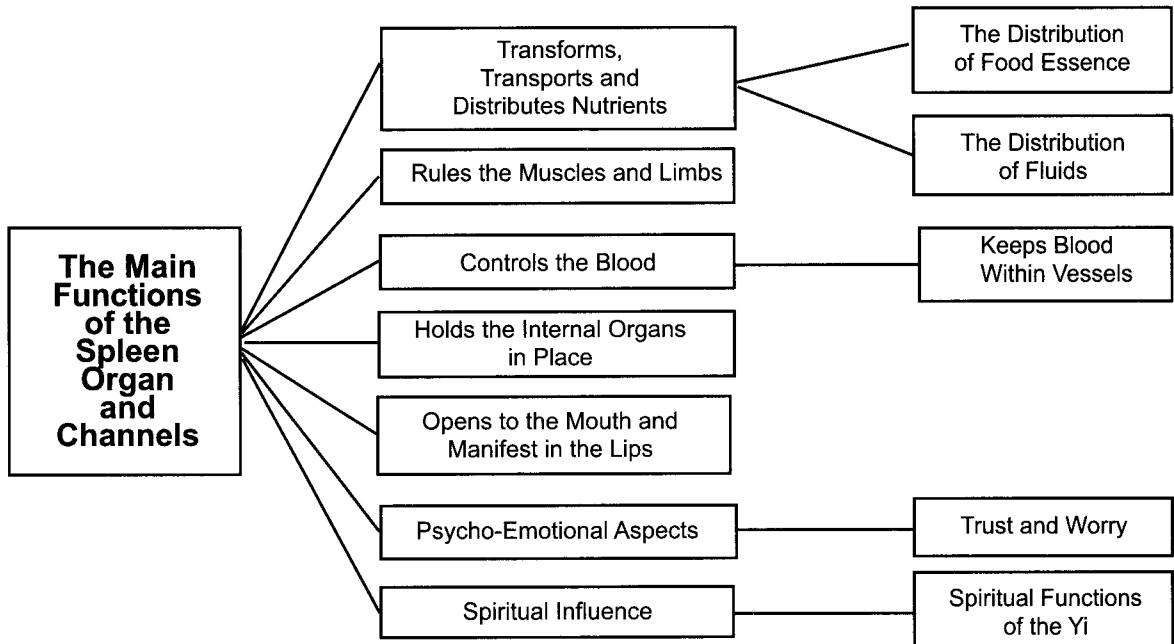 The Main
Functions
of the
Spleen
Organ
and
Channels
Transforms,
Transports and
Distributes Nutrients
The Distribution
of Food Essence
The Distribution
of Fluids
Rules the Muscles and Limbs
Controls the Blood
Keeps Blood
Within Vessels
Holds the Internal Organs
in Place
Opens to the Mouth and
Manifest in the Lips
Psycho-Emotional Aspects
Trust and Worry
Spiritual Influence
Spiritual Functions
of the Yi